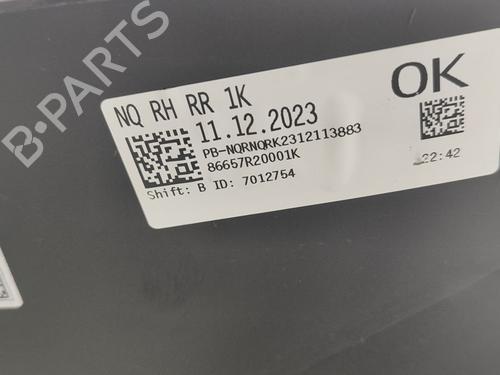 B-PARTS
NQ RH RR 1K
OK
11.12.2023
PB-NQRNQRK2312113883
86657R20001K
Shift: B ID: 7012754
22:42